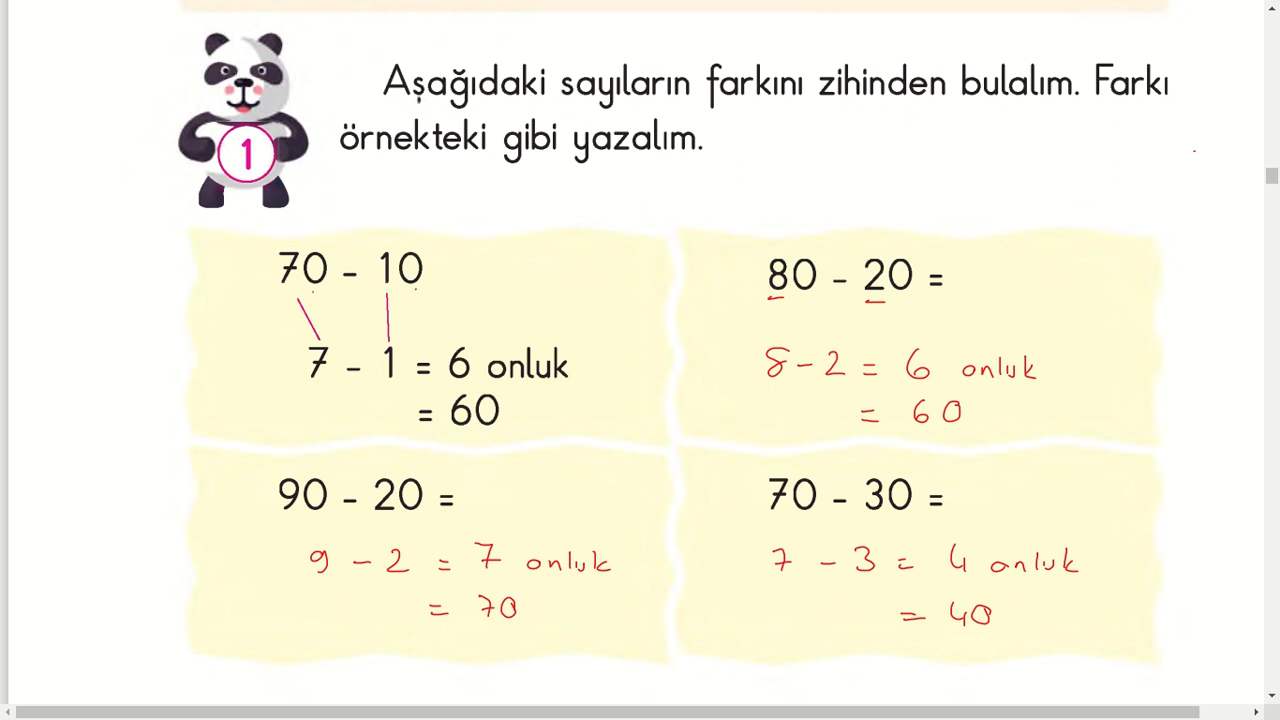 Aşağıdaki sayıların farkını zihinden bulalım. Farkı
örnekteki gibi yazalım.
1
70 - 10
7 - 1 = 6 onluk
= 60
80 - 20 =
8 - 2 = 6 onluk
= 60
90 - 20 =
9 - 2 = 7 onluk
= 70
70 - 30 =
7 - 3 = 4 onluk
= 40